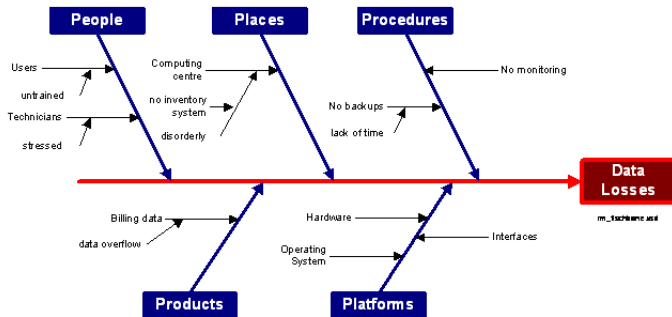 People
Places
Procedures
Users
untrained
Technicians
stressed
Computing
centre
no inventory
system
disorderly
No monitoring
No backups
lack of time
Data
Losses
Billing data
data overflow
Hardware
Interfaces
Operating
System
Products
Platforms